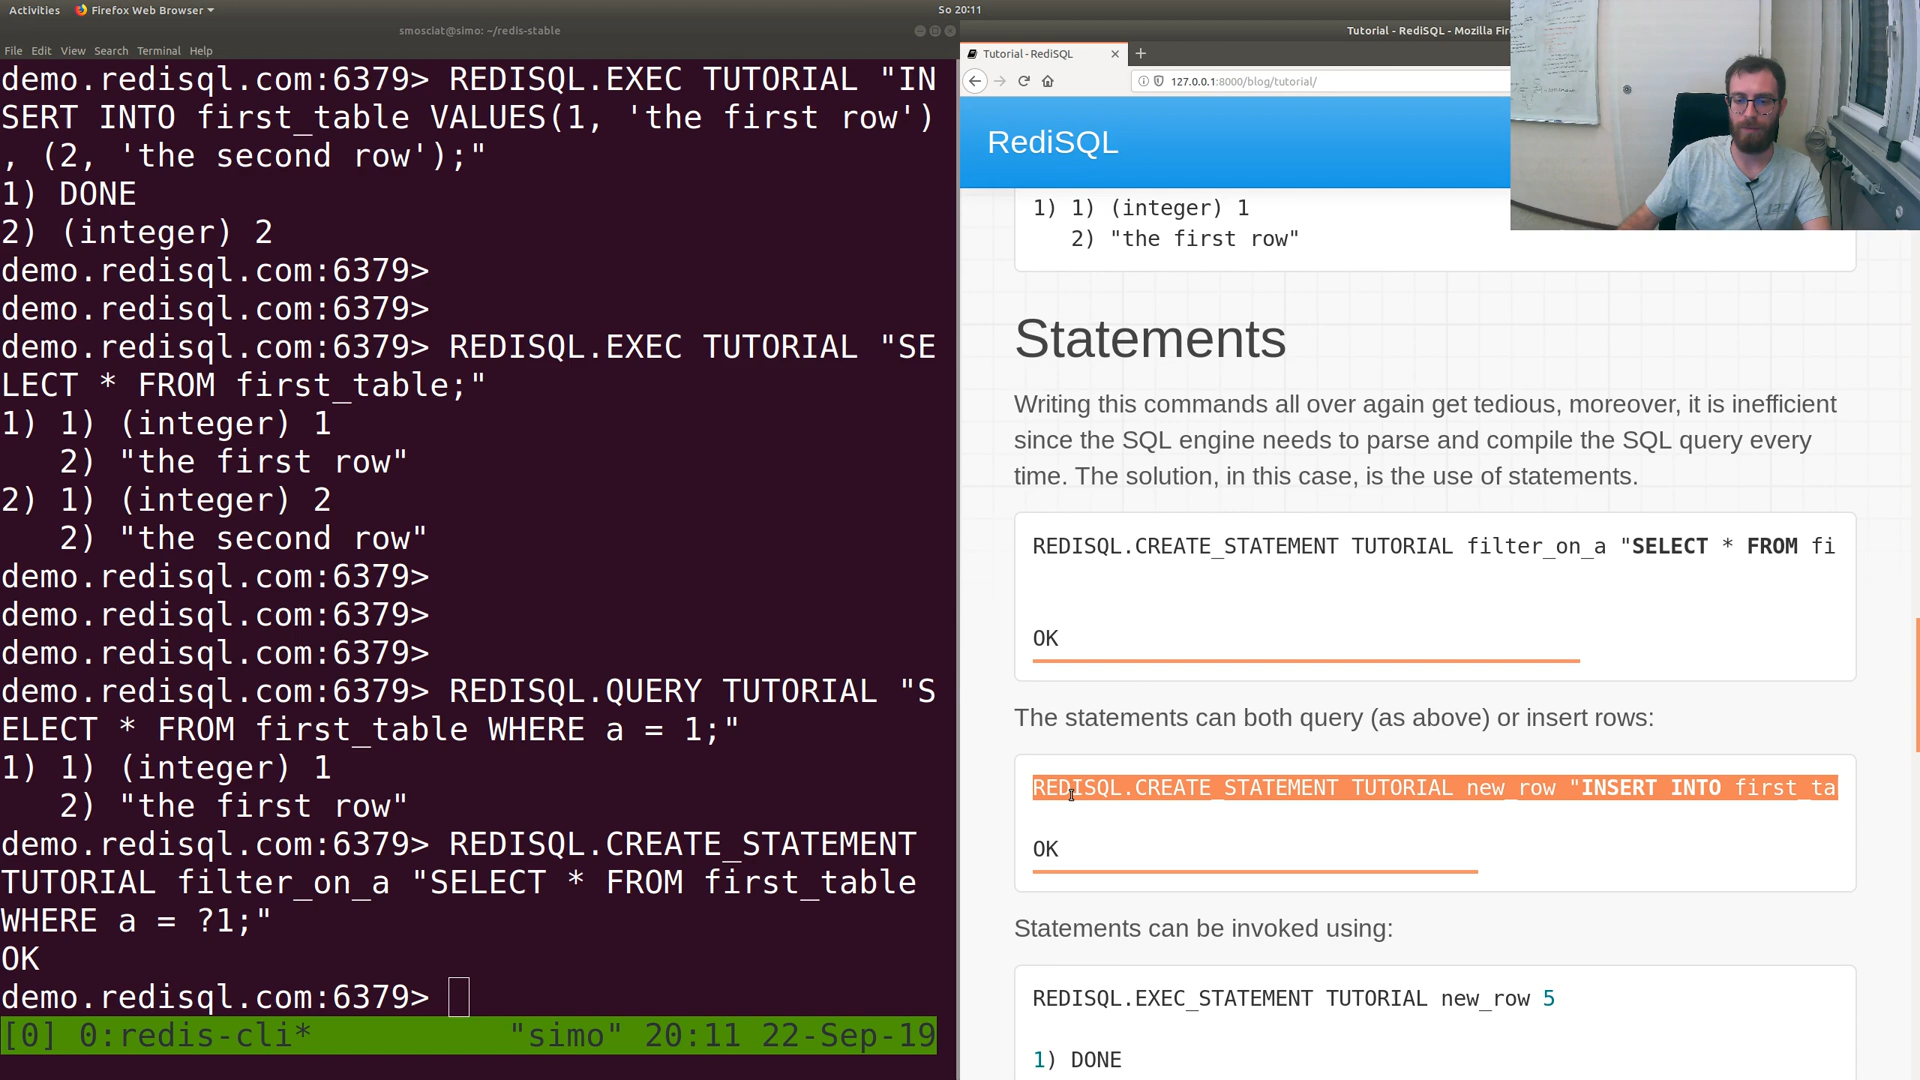 Activities
Firefox Web Browser
So 20:11
smosciat@simo: ~/redis-stable
File Edit View Search Terminal Help
demo.redisql.com:6379> REDISQL.EXEC TUTORIAL "IN
SERT INTO first_table VALUES(1, 'the first row')
, (2, 'the second row');"
1) DONE
2) (integer) 2
demo.redisql.com:6379>
demo.redisql.com:6379>
demo.redisql.com:6379> REDISQL.EXEC TUTORIAL "SE
LECT * FROM first_table;"
1) 1) (integer) 1
2) "the first row"
2) 1) (integer) 2
2) "the second row"
demo.redisql.com:6379>
demo.redisql.com:6379>
demo.redisql.com:6379>
demo.redisql.com:6379> REDISQL.QUERY TUTORIAL "S
ELECT * FROM first_table WHERE a = 1;"
1) 1) (integer) 1
2) "the first row"
demo.redisql.com:6379> REDISQL.CREATE_STATEMENT
TUTORIAL filter_on_a "SELECT * FROM first_table
WHERE a = ?1;"
OK
demo.redisql.com:6379>
[0] 0:redis-cli* "simo" 20:11 22-Sep-19
Tutorial - RediSQL - Mozilla Fir
Tutorial - RediSQL
127.0.0.1:8000/blog/tutorial/
RediSQL
1) 1) (integer) 1
2) "the first row"
Statements
Writing this commands all over again get tedious, moreover, it is inefficient
since the SQL engine needs to parse and compile the SQL query every
time. The solution, in this case, is the use of statements.
REDISQL.CREATE_STATEMENT TUTORIAL filter_on_a "SELECT * FROM fi
OK
The statements can both query (as above) or insert rows:
REDISQL.CREATE_STATEMENT TUTORIAL new_row "INSERT INTO first_ta
OK
Statements can be invoked using:
REDISQL.EXEC_STATEMENT TUTORIAL new_row 5
1) DONE